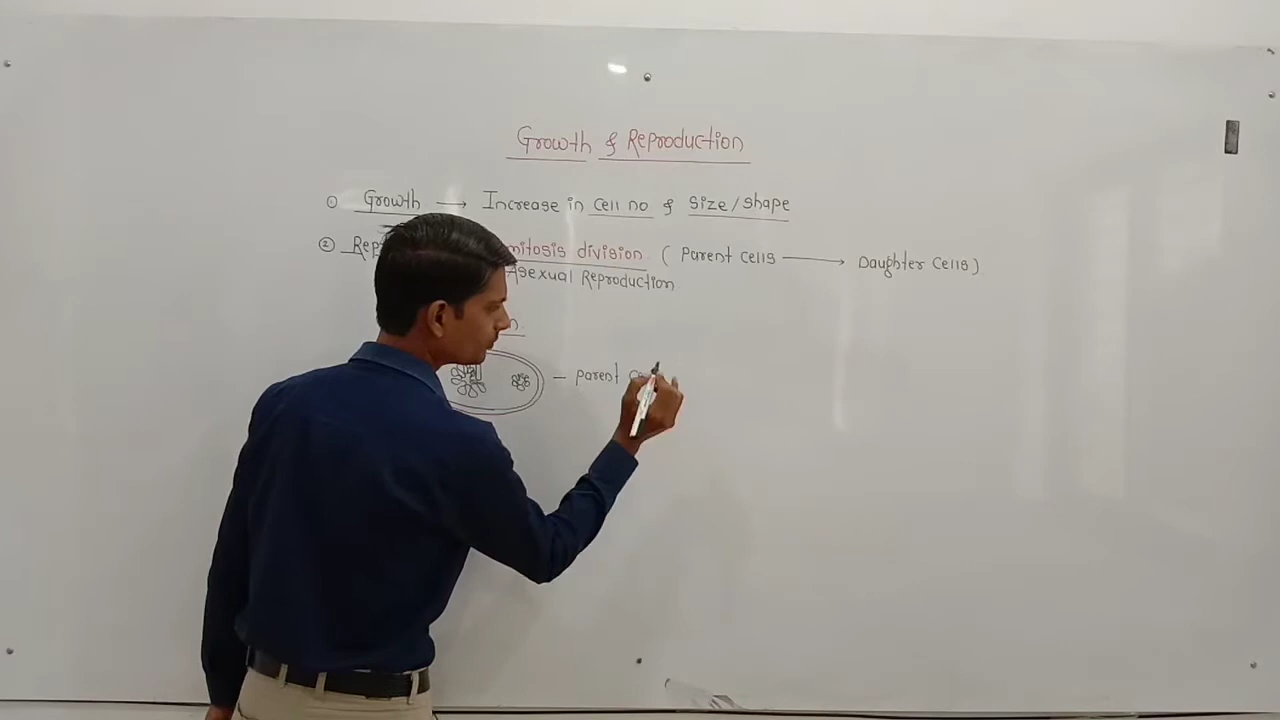 Growth & Reproduction
① Growth → Increase in cell no & Size/shape
② Rep mitosis division ( Parent cells → Daughter cells)
Asexual Reproduction
— parent